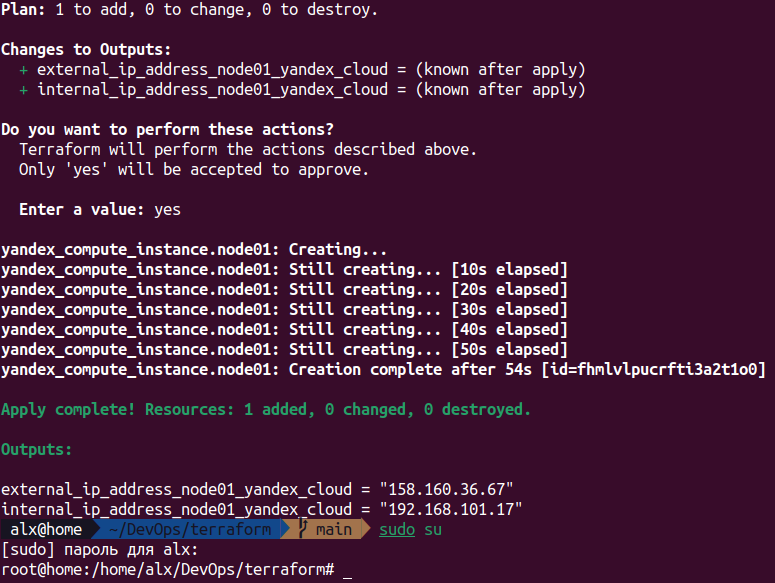 Plan: 1 to add, 0 to change, 0 to destroy.
Changes to Outputs:
+ external_ip_address_node01_yandex_cloud = (known after apply)
+ internal_ip_address_node01_yandex_cloud = (known after apply)
Do you want to perform these actions?
Terraform will perform the actions described above.
Only 'yes' will be accepted to approve.
Enter a value: yes
yandex_compute_instance.node01: Creating...
yandex_compute_instance.node01: Still creating... [10s elapsed]
yandex_compute_instance.node01: Still creating... [20s elapsed]
yandex_compute_instance.node01: Still creating... [30s elapsed]
yandex_compute_instance.node01: Still creating... [40s elapsed]
yandex_compute_instance.node01: Still creating... [50s elapsed]
yandex_compute_instance.node01: Creation complete after 54s [id=fhmlvlpucrfti3a2t1o0]
Apply complete! Resources: 1 added, 0 changed, 0 destroyed.
Outputs:
external_ip_address_node01_yandex_cloud = "158.160.36.67"
internal_ip_address_node01_yandex_cloud = "192.168.101.17"
alx@home ~/DevOps/terraform main sudo su
[sudo] пароль для alx:
root@home:/home/alx/DevOps/terraform# _